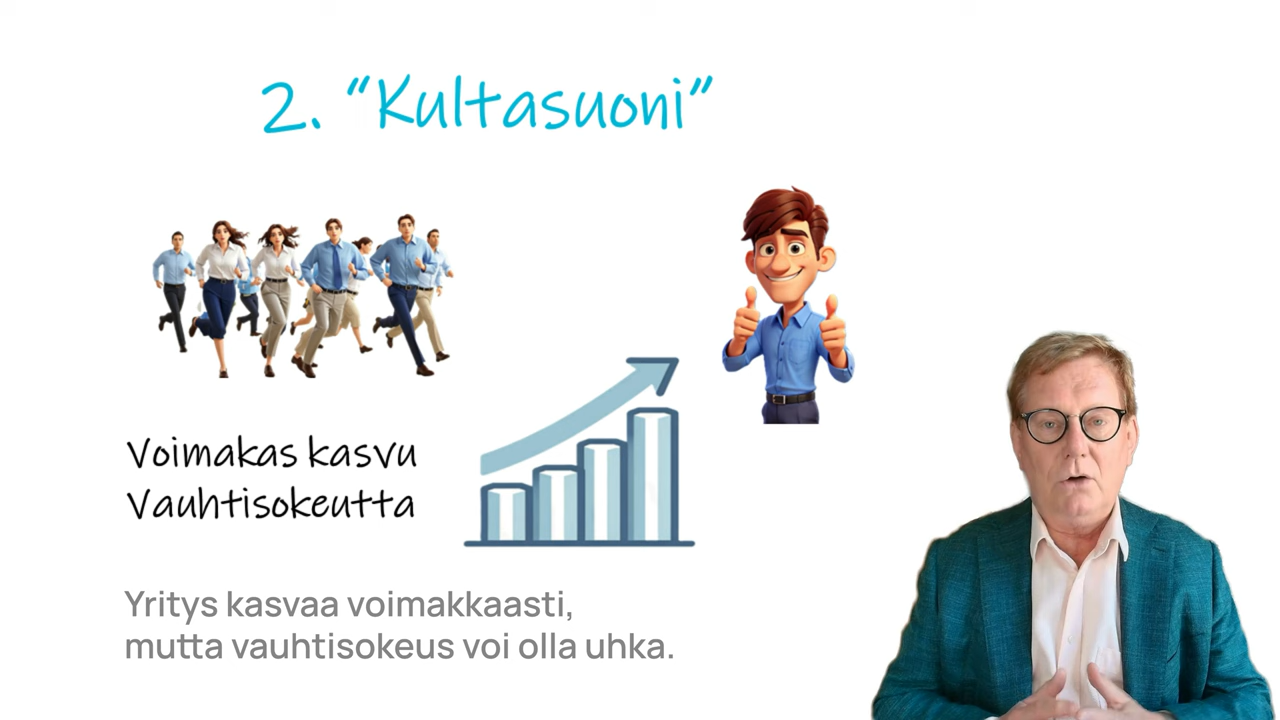 2. “Kultasuoni”
Voimakas kasvu
Vauhtisokeutta
Yritys kasvaa voimakkaasti,
mutta vauhtisokeus voi olla uhka.